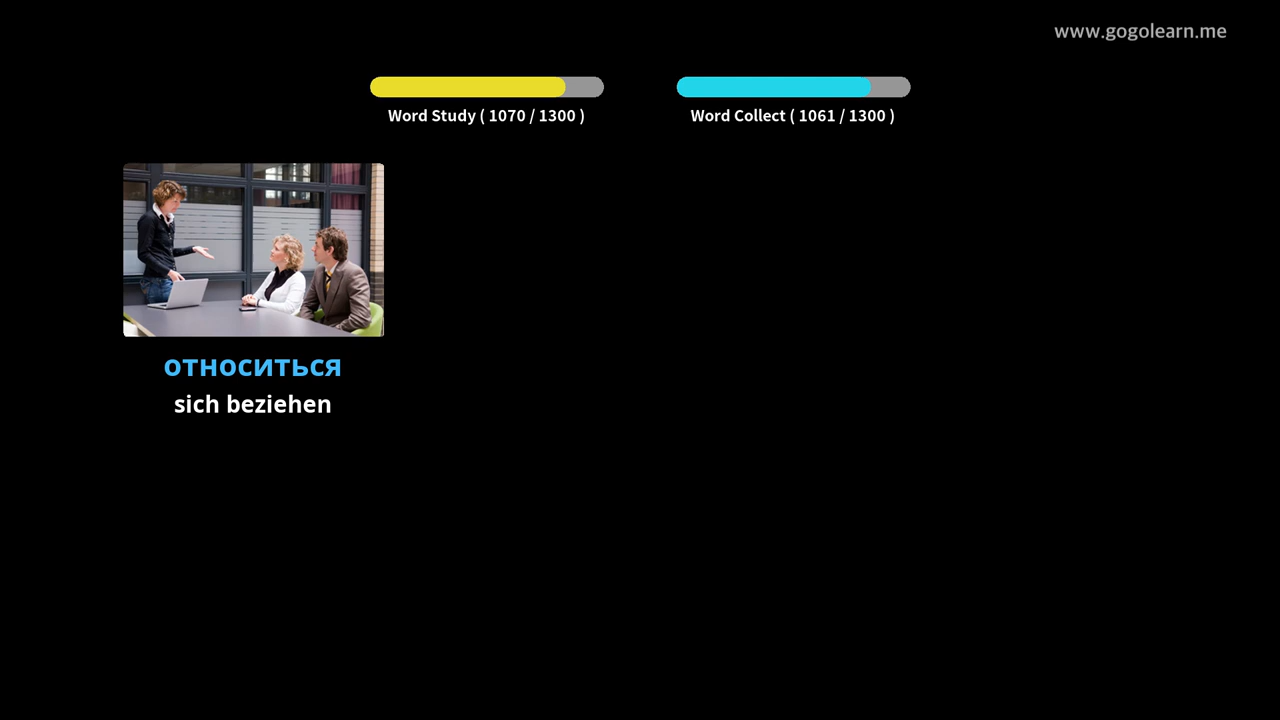 www.gogolearn.me
Word Study ( 1070 / 1300 )
Word Collect ( 1061 / 1300 )
относиться
sich beziehen